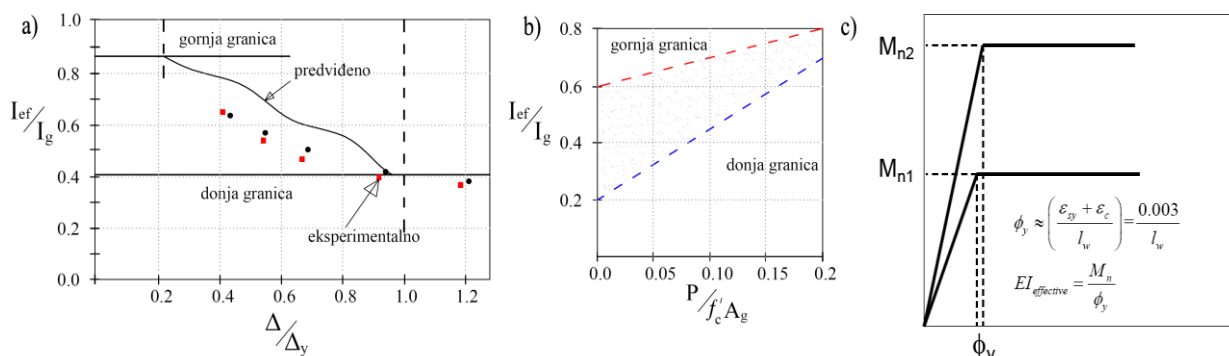 a)
1.0
0.8
0.6
0.4
0.2
0.0
I_ef/I_g
gornja granica
predviđeno
donja granica
eksperimentalno
0.2 0.4 0.6 0.8 1.0 1.2
Δ/Δ_y
b)
0.8
0.6
0.4
0.2
I_ef/I_g
gornja granica
donja granica
0.0 0.05 0.10 0.15 0.2
P/f'_c A_g
c)
M_n2
M_n1
ϕ_y ≈ (ε_sy + ε_c / l_w) = 0.003 / l_w
EI_effective = M_n / ϕ_y
ϕ_y